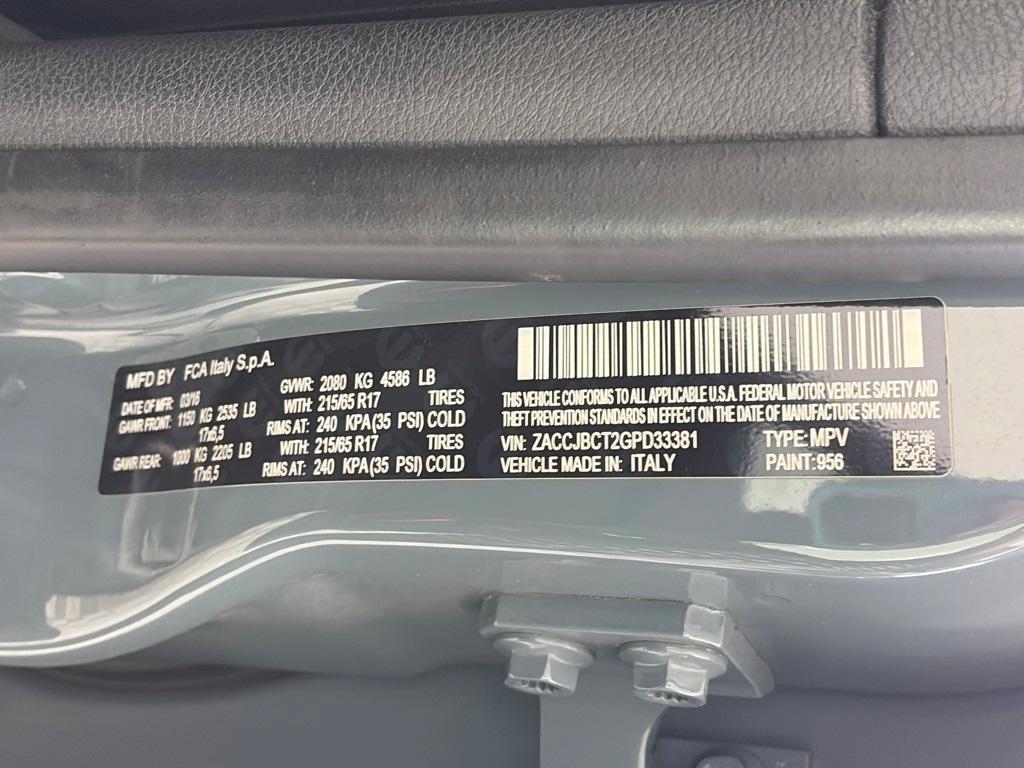 MFD BY FCA Italy S.p.A.
DATE OF MFR: 03/16 GVWR: 2080 KG 4586 LB
GAWR FRONT: 1150 KG 2535 LB WITH: 215/65 R17 TIRES
17x6,5 RIMS AT: 240 KPA(35 PSI) COLD
GAWR REAR: 1000 KG 2205 LB WITH: 215/65 R17 TIRES
17x6,5 RIMS AT: 240 KPA(35 PSI) COLD
THIS VEHICLE CONFORMS TO ALL APPLICABLE U.S.A. FEDERAL MOTOR VEHICLE SAFETY AND
THEFT PREVENTION STANDARDS IN EFFECT ON THE DATE OF MANUFACTURE SHOWN ABOVE
VIN: ZACCJBCT2GPD33381 TYPE:MPV
VEHICLE MADE IN: ITALY PAINT:956